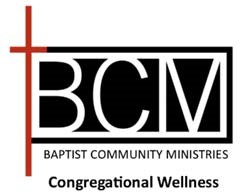 BCM
BAPTIST COMMUNITY MINISTRIES
Congregational Wellness